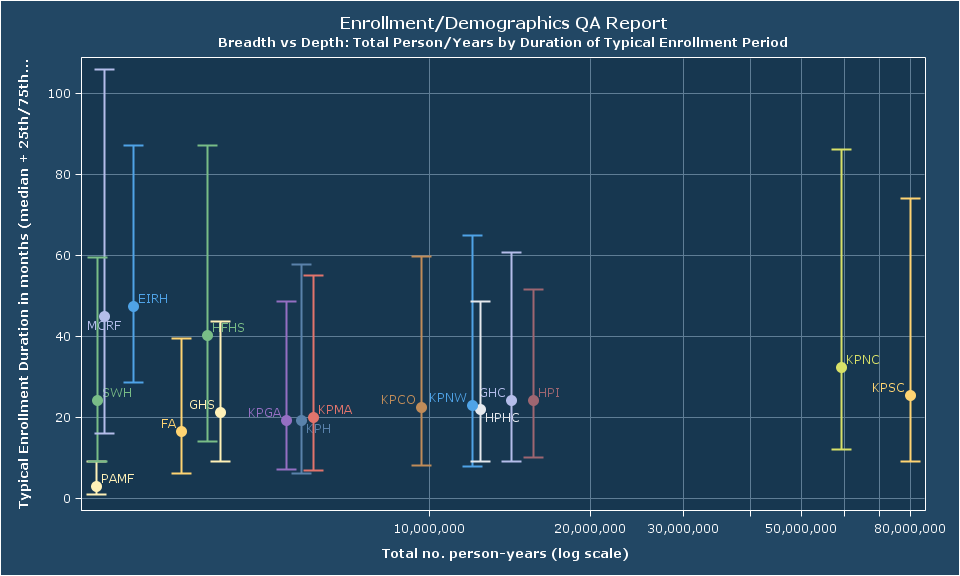 Enrollment/Demographics QA Report
Breadth vs Depth: Total Person/Years by Duration of Typical Enrollment Period
Typical Enrollment Duration in months (median + 25th/75th...
100
80
60
40
20
0
MCRF
EIRH
HFHS
SWH
GHS
FA
PAMF
KPGA
KPH
KPMA
KPCO
KPNW
GHC
HPHC
HPI
KPNC
KPSC
10,000,000
20,000,000
30,000,000
50,000,000
80,000,000
Total no. person-years (log scale)